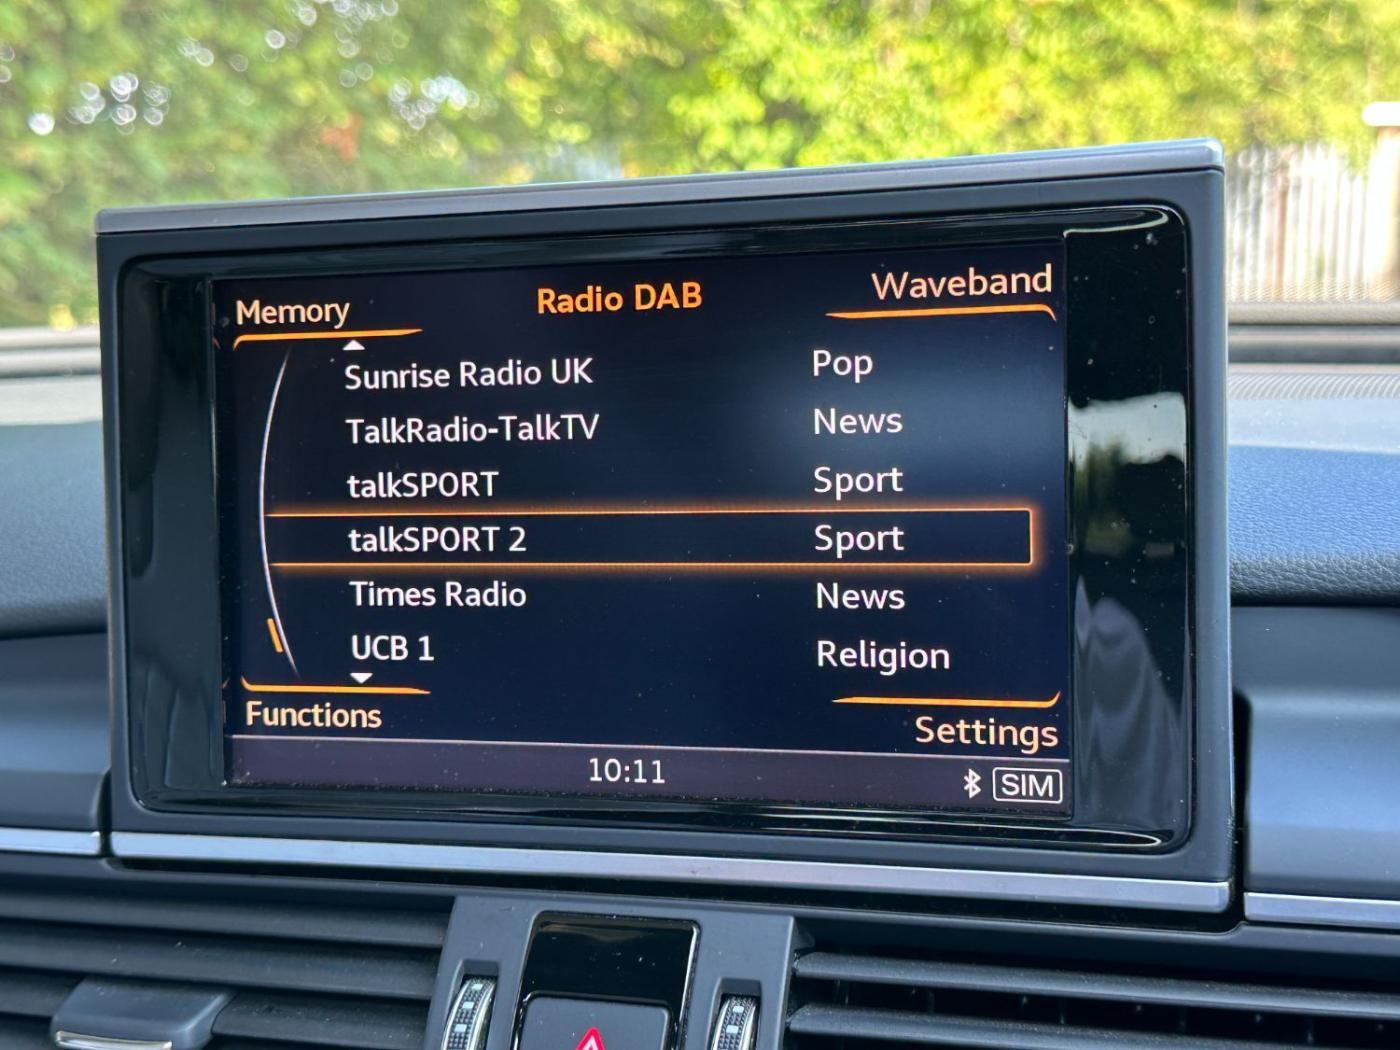 Memory Radio DAB Waveband
Sunrise Radio UK Pop
TalkRadio-TalkTV News
talkSPORT Sport
talkSPORT 2 Sport
Times Radio News
UCB 1 Religion
Functions Settings
10:11 SIM